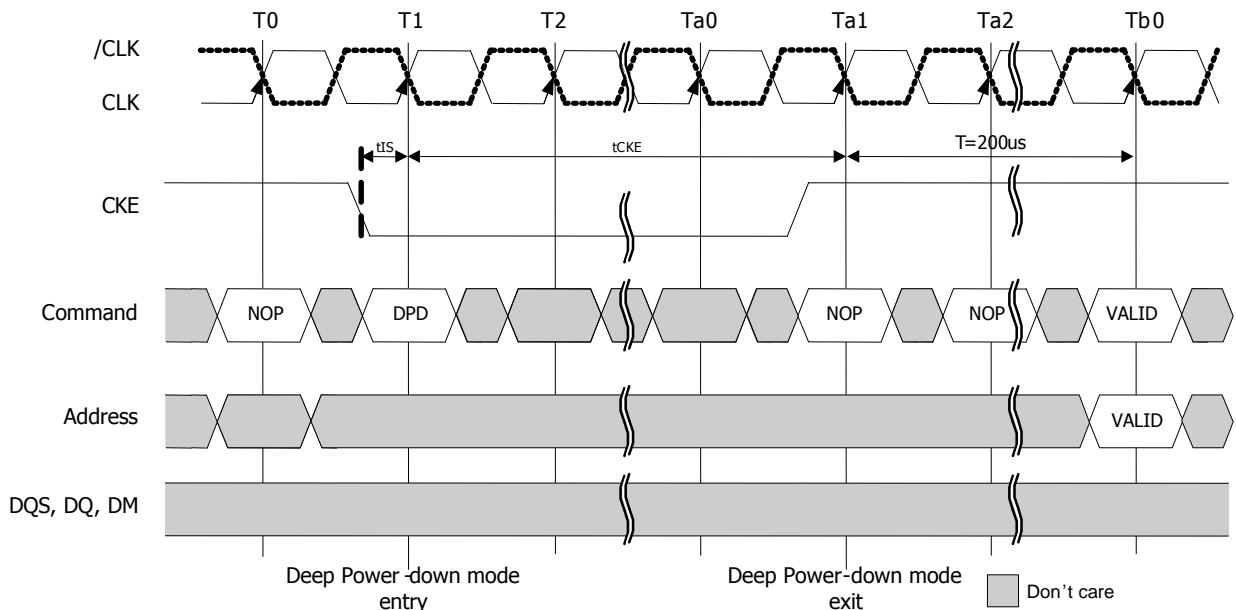 T0 T1 T2 Ta0 Ta1 Ta2 Tb0
/CLK
CLK
tIS tCKE T=200us
CKE
Command NOP DPD NOP NOP VALID
Address VALID
DQS, DQ, DM
Deep Power-down mode
entry
Deep Power-down mode
exit
Don't care